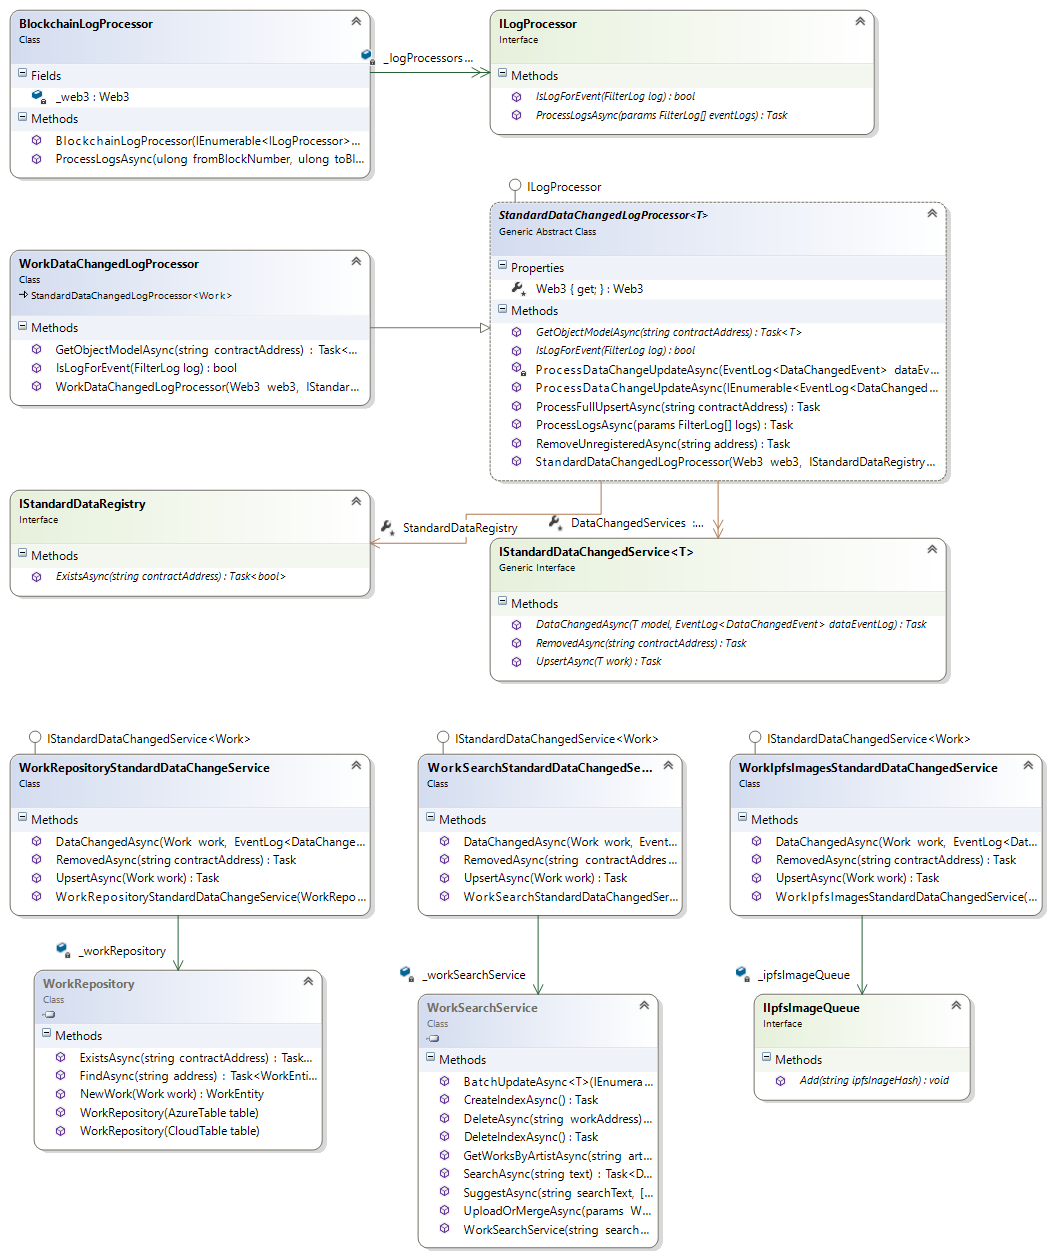 BlockchainLogProcessor
Class
Fields
_web3 : Web3
Methods
BlockchainLogProcessor(IEnumerable<ILogProcessor>...
ProcessLogsAsync(ulong fromBlockNumber, ulong toBl...
_logProcessors...
ILogProcessor
Interface
Methods
IsLogForEvent(FilterLog log) : bool
ProcessLogsAsync(params FilterLog[] eventLogs) : Task
ILogProcessor
StandardDataChangedLogProcessor<T>
Generic Abstract Class
Properties
Web3 { get; } : Web3
Methods
GetObjectModelAsync(string contractAddress) : Task<T>
IsLogForEvent(FilterLog log) : bool
ProcessDataChangeUpdateAsync(EventLog<DataChangedEvent> dataEv...
ProcessDataChangeUpdateAsync(IEnumerable<EventLog<DataChanged...
ProcessFullUpsertAsync(string contractAddress) : Task
ProcessLogsAsync(params FilterLog[] logs) : Task
RemoveUnregisteredAsync(string address) : Task
StandardDataChangedLogProcessor(Web3 web3, IStandardDataRegistry...
WorkDataChangedLogProcessor
Class
StandardDataChangedLogProcessor<Work>
Methods
GetObjectModelAsync(string contractAddress) : Task<...
IsLogForEvent(FilterLog log) : bool
WorkDataChangedLogProcessor(Web3 web3, IStandar...
IStandardDataRegistry
Interface
Methods
ExistsAsync(string contractAddress) : Task<bool>
StandardDataRegistry
DataChangedServices :...
IStandardDataChangedService<T>
Generic Interface
Methods
DataChangedAsync(T model, EventLog<DataChangedEvent> dataEventLog) : Task
RemovedAsync(string contractAddress) : Task
UpsertAsync(T work) : Task
IStandardDataChangedService<Work>
WorkRepositoryStandardDataChangeService
Class
Methods
DataChangedAsync(Work work, EventLog<DataChange...
RemovedAsync(string contractAddress) : Task
UpsertAsync(Work work) : Task
WorkRepositoryStandardDataChangeService(WorkRepo...
IStandardDataChangedService<Work>
WorkSearchStandardDataChangedSe...
Class
Methods
DataChangedAsync(Work work, Event...
RemovedAsync(string contractAddres...
UpsertAsync(Work work) : Task
WorkSearchStandardDataChangedSer...
IStandardDataChangedService<Work>
WorkIpfsImagesStandardDataChangedService
Class
Methods
DataChangedAsync(Work work, EventLog<Dat...
RemovedAsync(string contractAddress) : Task
UpsertAsync(Work work) : Task
WorkIpfsImagesStandardDataChangedService(...
_workRepository
WorkRepository
Class
Methods
ExistsAsync(string contractAddress) : Task...
FindAsync(string address) : Task<WorkEnti...
NewWork(Work work) : WorkEntity
WorkRepository(AzureTable table)
WorkRepository(CloudTable table)
_workSearchService
WorkSearchService
Class
Methods
BatchUpdateAsync<T>(IEnumera...
CreateIndexAsync() : Task
DeleteAsync(string workAddress)...
DeleteIndexAsync() : Task
GetWorksByArtistAsync(string art...
SearchAsync(string text) : Task<D...
SuggestAsync(string searchText, [...
UploadOrMergeAsync(params W...
WorkSearchService(string search...
_ipfsImageQueue
IIpfsImageQueue
Interface
Methods
Add(string ipfsInageHash) : void